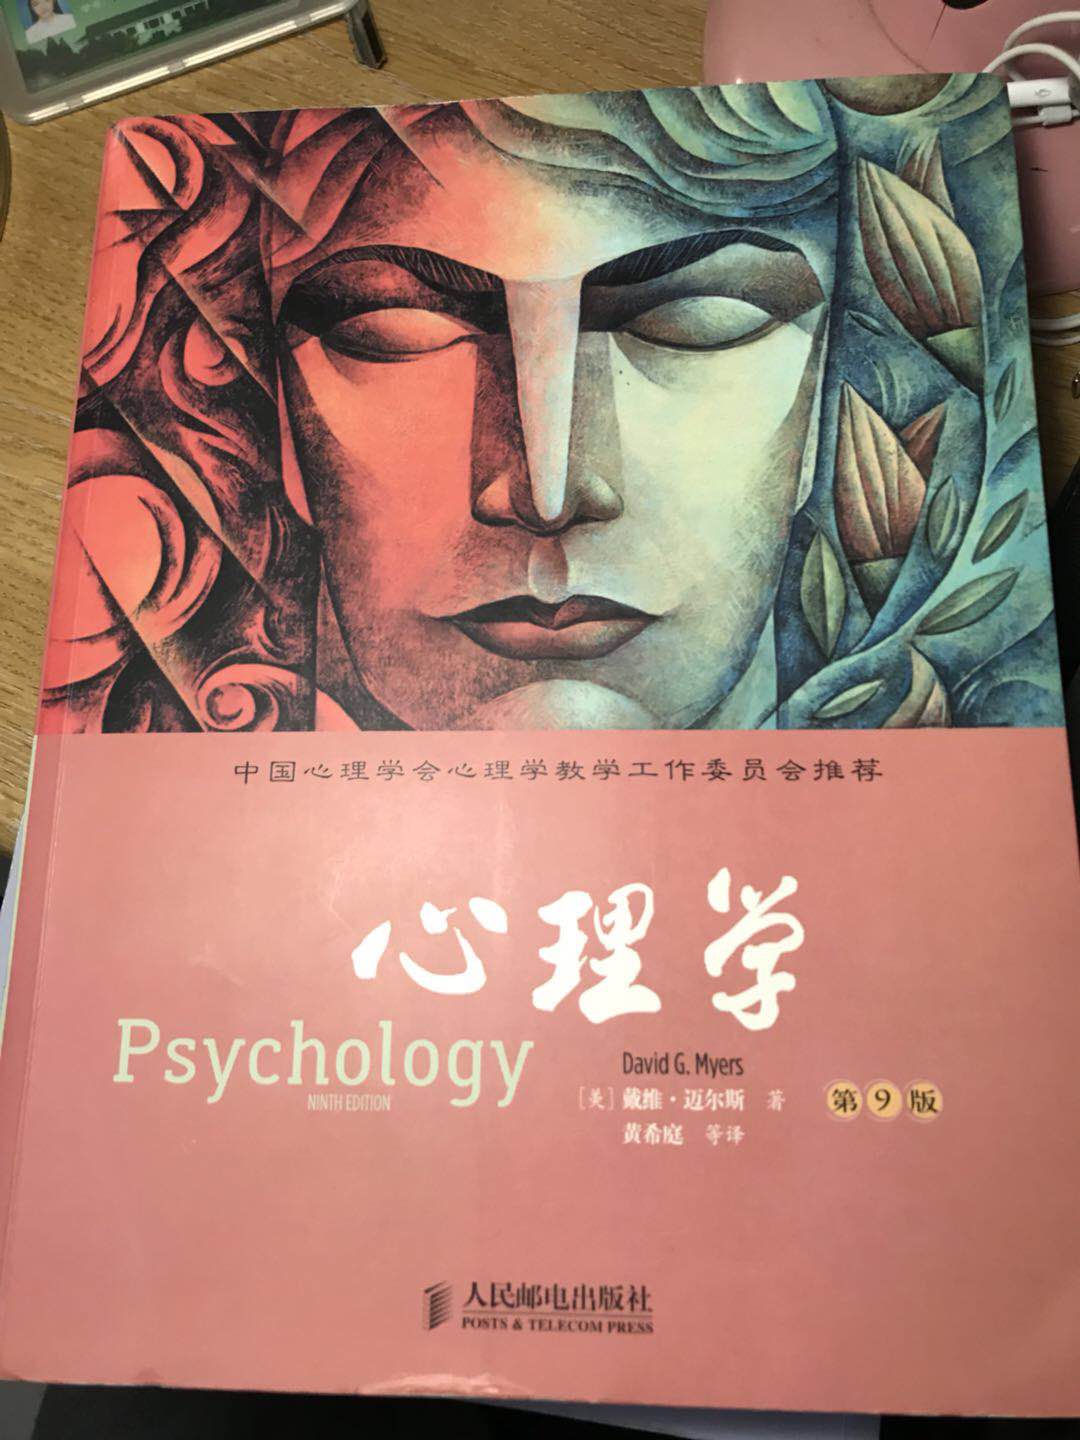 中国心理学会心理学教学工作委员会推荐
心理学
Psychology
NINTH EDITION
David G. Myers
[美] 戴维·迈尔斯 著
第9版
黄希庭 等译
人民邮电出版社
POSTS & TELECOM PRESS